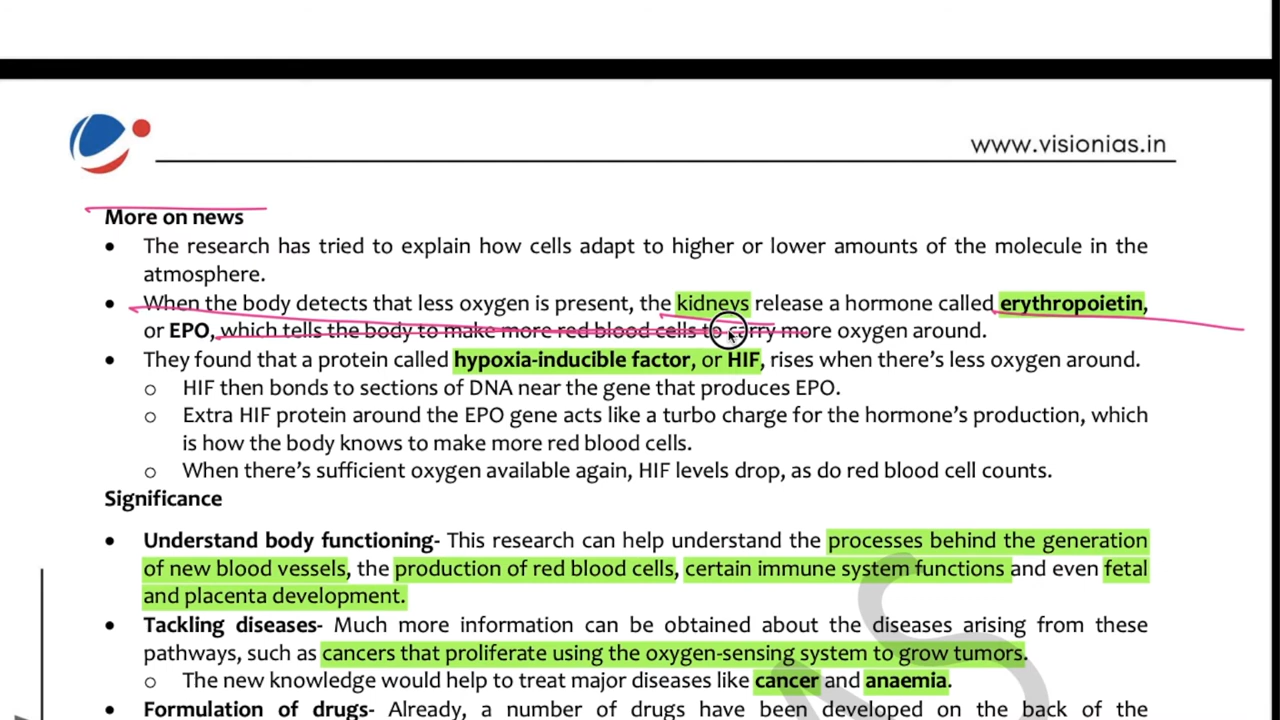 www.visionias.in
More on news
• The research has tried to explain how cells adapt to higher or lower amounts of the molecule in the
atmosphere.
• When the body detects that less oxygen is present, the kidneys release a hormone called erythropoietin,
or EPO, which tells the body to make more red blood cells to carry more oxygen around.
• They found that a protein called hypoxia-inducible factor, or HIF, rises when there's less oxygen around.
o HIF then bonds to sections of DNA near the gene that produces EPO.
o Extra HIF protein around the EPO gene acts like a turbo charge for the hormone's production, which
is how the body knows to make more red blood cells.
o When there's sufficient oxygen available again, HIF levels drop, as do red blood cell counts.
Significance
• Understand body functioning- This research can help understand the processes behind the generation
of new blood vessels, the production of red blood cells, certain immune system functions and even fetal
and placenta development.
• Tackling diseases- Much more information can be obtained about the diseases arising from these
pathways, such as cancers that proliferate using the oxygen-sensing system to grow tumors.
o The new knowledge would help to treat major diseases like cancer and anaemia.
• Formulation of drugs- Already, a number of drugs have been developed on the back of the